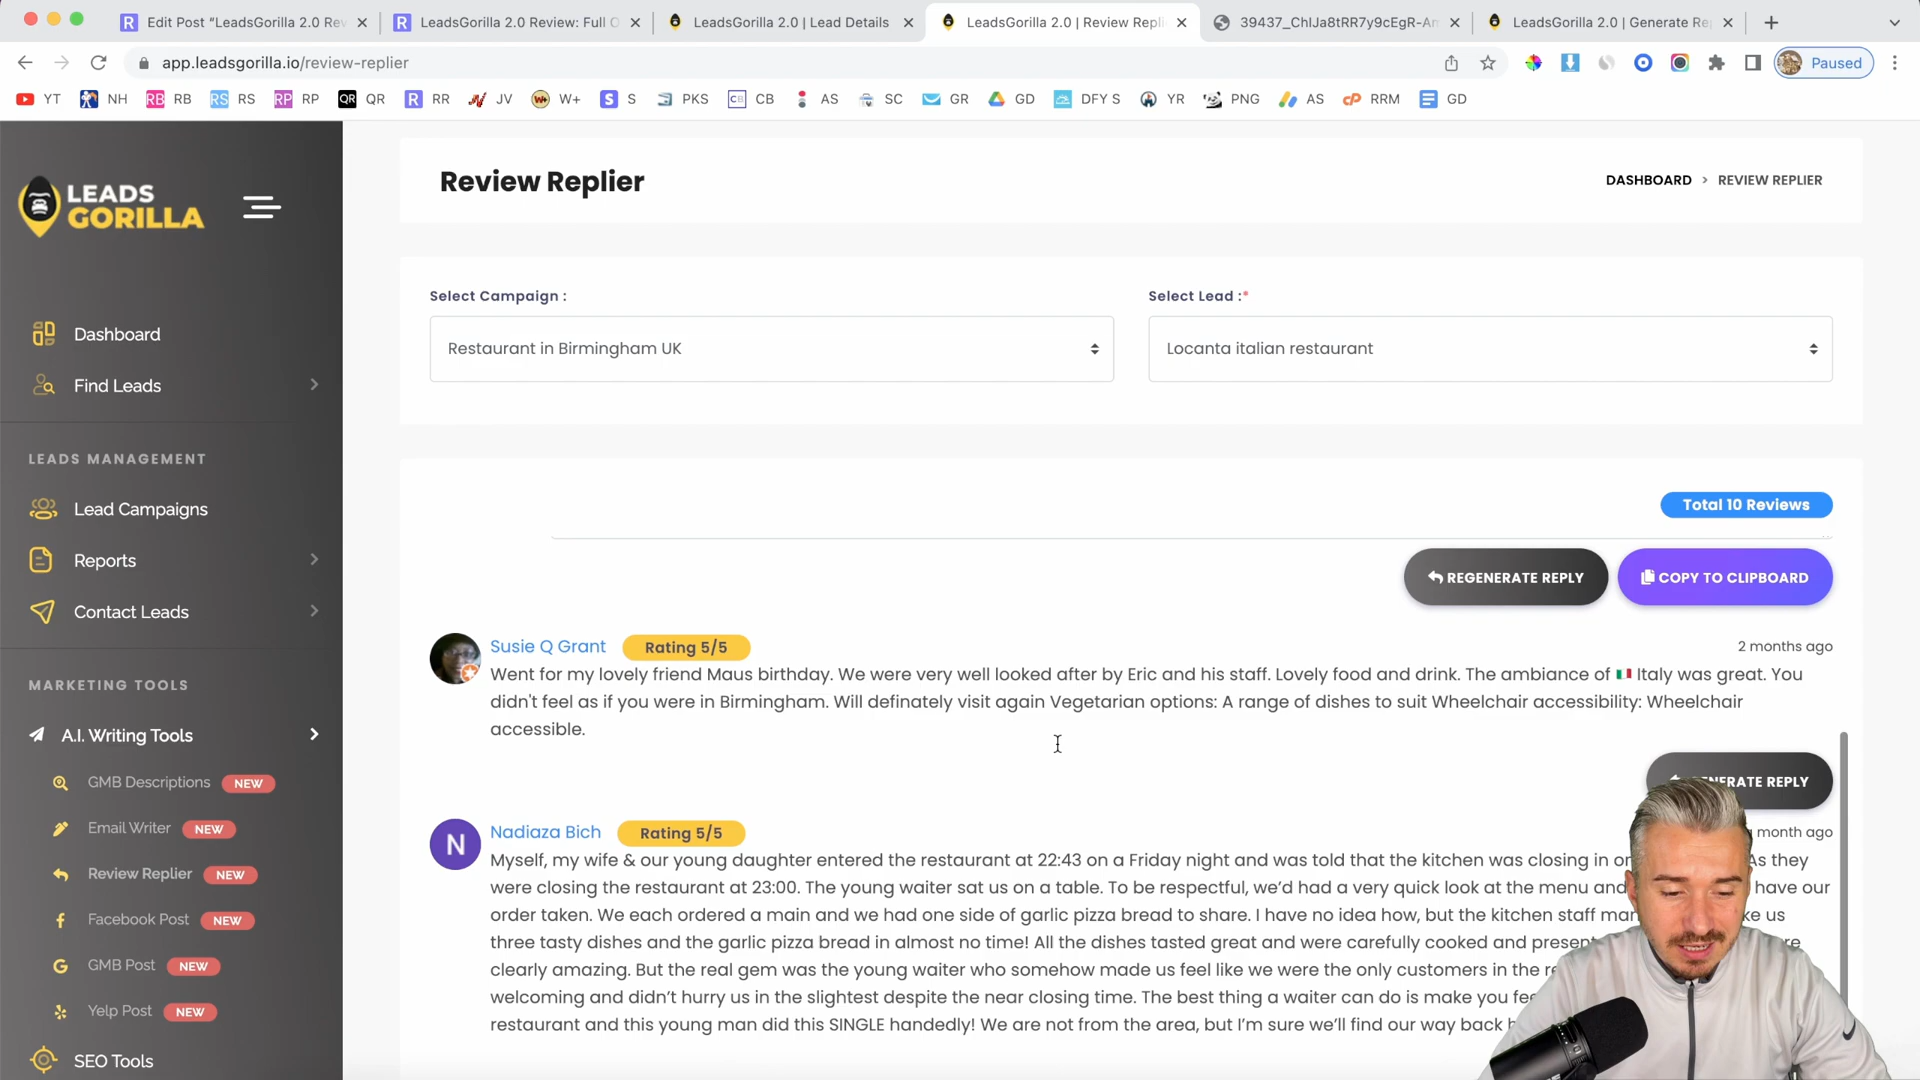 Edit Post "LeadsGorilla 2.0 Rev
LeadsGorilla 2.0 Review: Full O
LeadsGorilla 2.0 | Lead Details
LeadsGorilla 2.0 | Review Repli
39437_ChIJa8tRR7y9cEgR-Am
LeadsGorilla 2.0 | Generate Re
app.leadsgorilla.io/review-replier
Paused
YT NH RB RS RP QR RR JV W+ S PKS CB AS SC GR GD DFY S YR PNG AS RRM GD
LEADS
GORILLA
Review Replier
DASHBOARD > REVIEW REPLIER
Select Campaign :
Select Lead :*
Restaurant in Birmingham UK
Locanta italian restaurant
Dashboard
Find Leads
LEADS MANAGEMENT
Lead Campaigns
Reports
Contact Leads
MARKETING TOOLS
A.I. Writing Tools
GMB Descriptions NEW
Email Writer NEW
Review Replier NEW
Facebook Post NEW
GMB Post NEW
Yelp Post NEW
SEO Tools
Total 10 Reviews
REGENERATE REPLY
COPY TO CLIPBOARD
Susie Q Grant Rating 5/5
2 months ago
Went for my lovely friend Maus birthday. We were very well looked after by Eric and his staff. Lovely food and drink. The ambiance of 🇮🇹 Italy was great. You
didn't feel as if you were in Birmingham. Will definately visit again Vegetarian options: A range of dishes to suit Wheelchair accessibility: Wheelchair
accessible.
REPLY
N
Nadiaza Bich Rating 5/5
month ago
Myself, my wife & our young daughter entered the restaurant at 22:43 on a Friday night and was told that the kitchen was closing in As they
were closing the restaurant at 23:00. The young waiter sat us on a table. To be respectful, we'd had a very quick look at the menu and have our
order taken. We each ordered a main and we had one side of garlic pizza bread to share. I have no idea how, but the kitchen staff us
three tasty dishes and the garlic pizza bread in almost no time! All the dishes tasted great and were carefully cooked and
clearly amazing. But the real gem was the young waiter who somehow made us feel like we were the only customers in the
welcoming and didn't hurry us in the slightest despite the near closing time. The best thing a waiter can do is make you
restaurant and this young man did this SINGLE handedly! We are not from the area, but I'm sure we'll find our way back